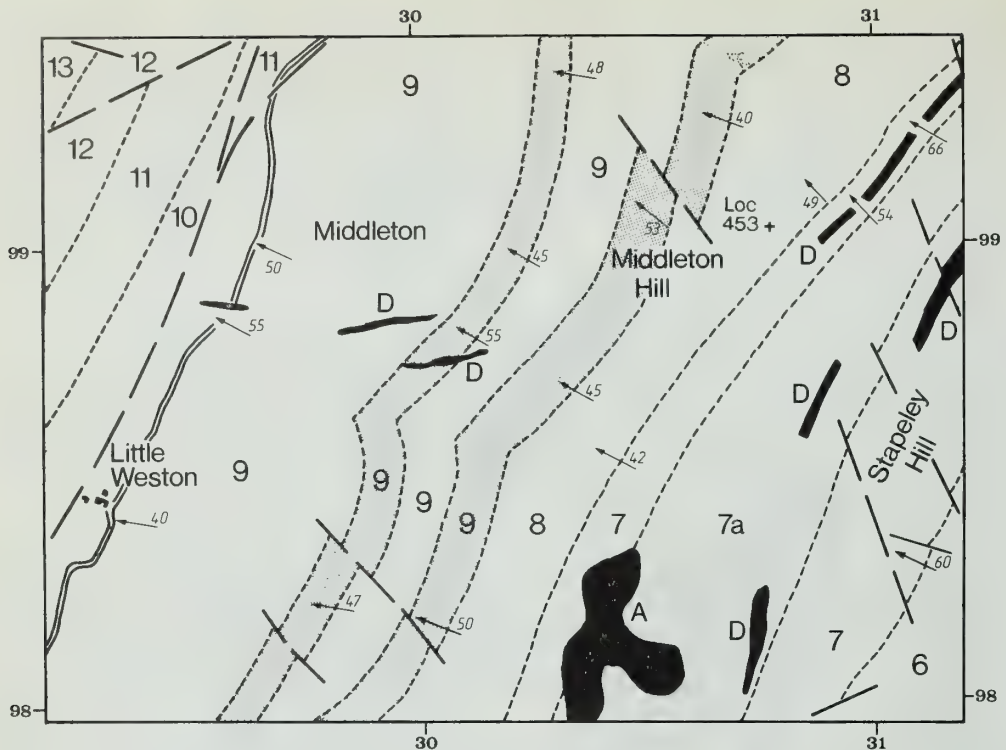 30 31
13 12 11 9 48 8
40
12 9 66
11
10 Loc
453 + 49 54
53
99 Middleton 99
50 45 Middleton
Hill D
55 D 55 D
D 45 D
Stapeley
Hill
42
Little
Weston 9 9 9 9 8 7 7a
40
60
47 50 A D 7 6
98 98
30 31